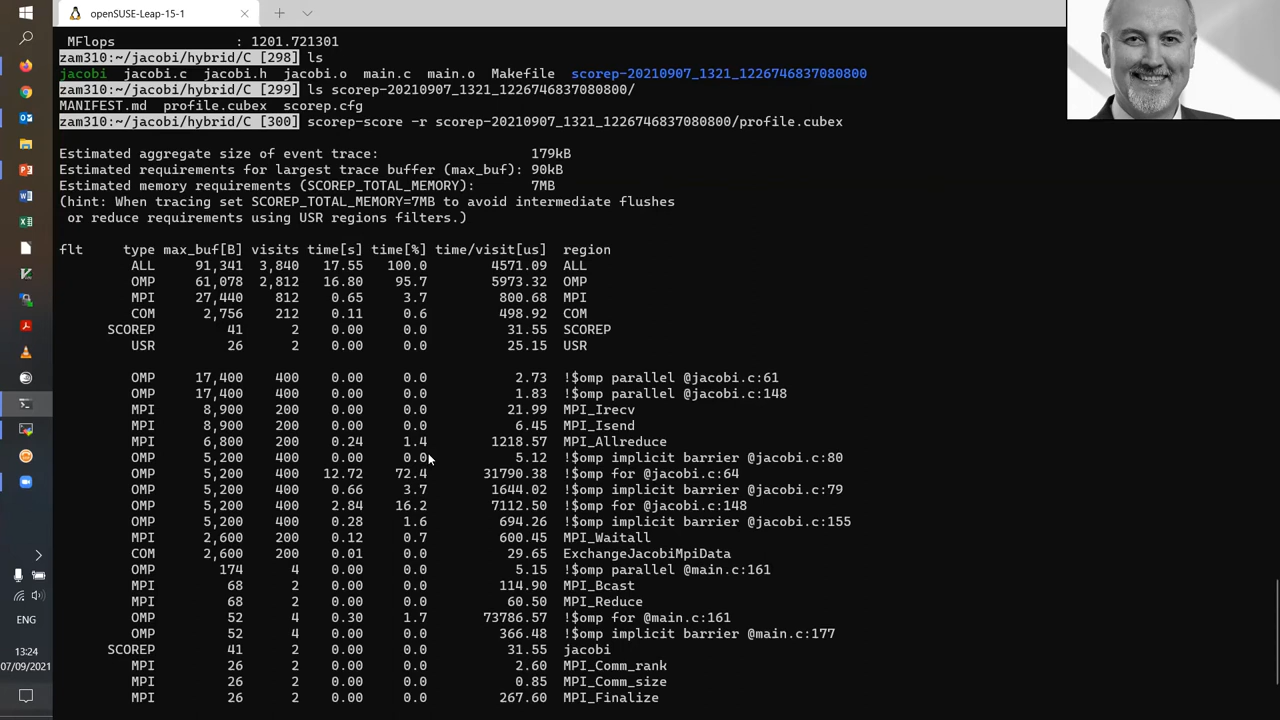 openSUSE-Leap-15-1
MFlops : 1201.721301
zam310:~/jacobi/hybrid/C [298] ls
jacobi jacobi.c jacobi.h jacobi.o main.c main.o Makefile scorep-20210907_1321_1226746837080800
zam310:~/jacobi/hybrid/C [299] ls scorep-20210907_1321_1226746837080800/
MANIFEST.md profile.cubex scorep.cfg
zam310:~/jacobi/hybrid/C [300] scorep-score -r scorep-20210907_1321_1226746837080800/profile.cubex
Estimated aggregate size of event trace: 179kB
Estimated requirements for largest trace buffer (max_buf): 90kB
Estimated memory requirements (SCOREP_TOTAL_MEMORY): 7MB
(hint: When tracing set SCOREP_TOTAL_MEMORY=7MB to avoid intermediate flushes
or reduce requirements using USR regions filters.)
flt type max_buf[B] visits time[s] time[%] time/visit[us] region
ALL 91,341 3,840 17.55 100.0 4571.09 ALL
OMP 61,078 2,812 16.80 95.7 5973.32 OMP
MPI 27,440 812 0.65 3.7 800.68 MPI
COM 2,756 212 0.11 0.6 498.92 COM
SCOREP 41 2 0.00 0.0 31.55 SCOREP
USR 26 2 0.00 0.0 25.15 USR
OMP 17,400 400 0.00 0.0 2.73 !$omp parallel @jacobi.c:61
OMP 17,400 400 0.00 0.0 1.83 !$omp parallel @jacobi.c:148
MPI 8,900 200 0.00 0.0 21.99 MPI_Irecv
MPI 8,900 200 0.00 0.0 6.45 MPI_Isend
MPI 6,800 200 0.24 1.4 1218.57 MPI_Allreduce
OMP 5,200 400 0.00 0.0 5.12 !$omp implicit barrier @jacobi.c:80
OMP 5,200 400 12.72 72.4 31790.38 !$omp for @jacobi.c:64
OMP 5,200 400 0.66 3.7 1644.02 !$omp implicit barrier @jacobi.c:79
OMP 5,200 400 2.84 16.2 7112.50 !$omp for @jacobi.c:148
OMP 5,200 400 0.28 1.6 694.26 !$omp implicit barrier @jacobi.c:155
MPI 2,600 200 0.12 0.7 600.45 MPI_Waitall
COM 2,600 200 0.01 0.0 29.65 ExchangeJacobiMpiData
OMP 174 4 0.00 0.0 5.15 !$omp parallel @main.c:161
MPI 68 2 0.00 0.0 114.90 MPI_Bcast
MPI 68 2 0.00 0.0 60.50 MPI_Reduce
OMP 52 4 0.30 1.7 73786.57 !$omp for @main.c:161
OMP 52 4 0.00 0.0 366.48 !$omp implicit barrier @main.c:177
SCOREP 41 2 0.00 0.0 31.55 jacobi
MPI 26 2 0.00 0.0 2.60 MPI_Comm_rank
MPI 26 2 0.00 0.0 0.85 MPI_Comm_size
MPI 26 2 0.00 0.0 267.60 MPI_Finalize
ENG
13:24
07/09/2021